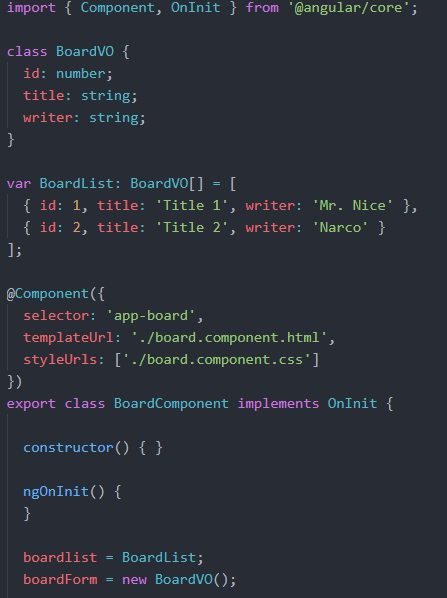 import { Component, OnInit } from '@angular/core';
class BoardVO {
id: number;
title: string;
writer: string;
}
var BoardList: BoardVO[] = [
{ id: 1, title: 'Title 1', writer: 'Mr. Nice' },
{ id: 2, title: 'Title 2', writer: 'Narco' }
];
@Component({
selector: 'app-board',
templateUrl: './board.component.html',
styleUrls: ['./board.component.css']
})
export class BoardComponent implements OnInit {
constructor() { }
ngOnInit() {
}
boardlist = BoardList;
boardForm = new BoardVO();